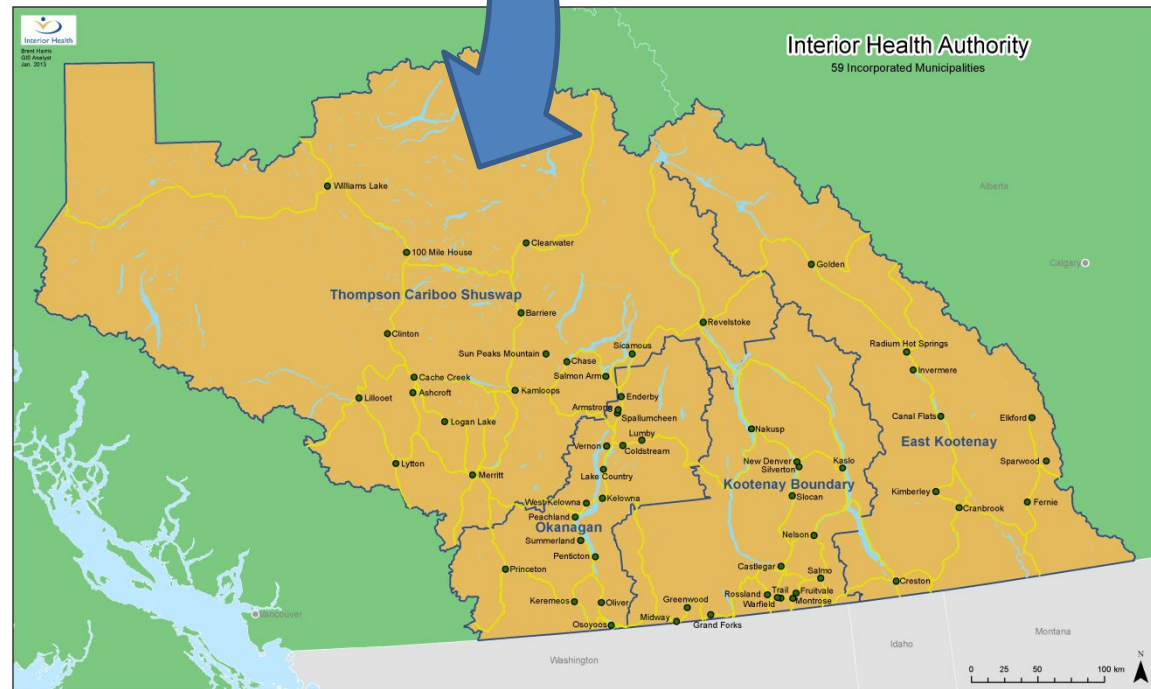 Interior Health
Brent Harris
GIS Analyst
Jan. 2013
Interior Health Authority
59 Incorporated Municipalities
Alberta
Williams Lake
100 Mile House
Clearwater
Golden
Calgary
Thompson Cariboo Shuswap
Barriere
Revelstoke
Clinton
Sun Peaks Mountain
Chase
Sicamous
Radium Hot Springs
Salmon Arm
Invermere
Cache Creek
Ashcroft
Kamloops
Lillooet
Enderby
Armstrong
Spallumcheen
Canal Flats
Elkford
Logan Lake
Lumby
Nakusp
East Kootenay
Vernon
Coldstream
Lytton
Merritt
Lake Country
New Denver
Silverton
Kaslo
Sparwood
Kootenay Boundary
West Kelowna
Kelowna
Slocan
Kimberley
Cranbrook
Fernie
Peachland
Okanagan
Summerland
Nelson
Penticton
Princeton
Castlegar
Salmo
Creston
Keremeos
Oliver
Greenwood
Rossland
Trail
Fruitvale
Warfield
Montrose
Vancouver
Osoyoos
Midway
Grand Forks
Washington
Idaho
Montana
N
0 25 50 100 km